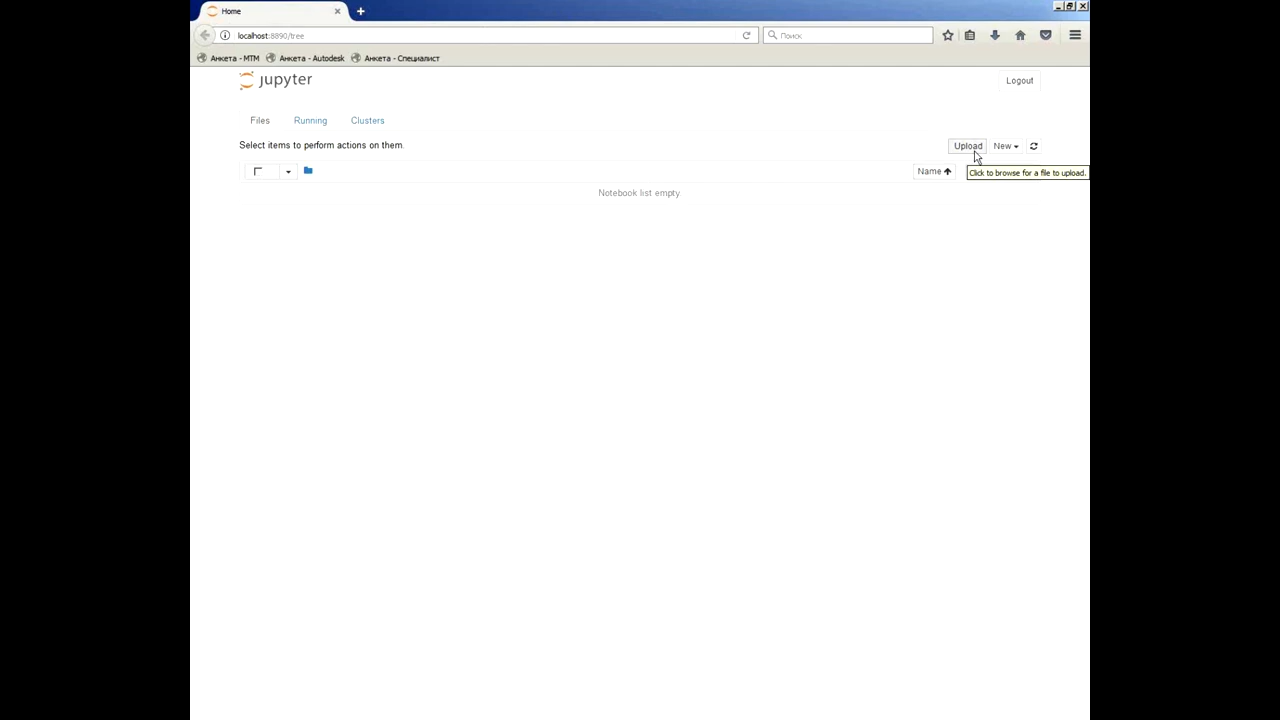 Home
localhost:8890/tree
Поиск
Анкета - МТМ Анкета - Autodesk Анкета - Специалист
jupyter Logout
Files Running Clusters
Select items to perform actions on them. Upload New
Name
Click to browse for a file to upload.
Notebook list empty.